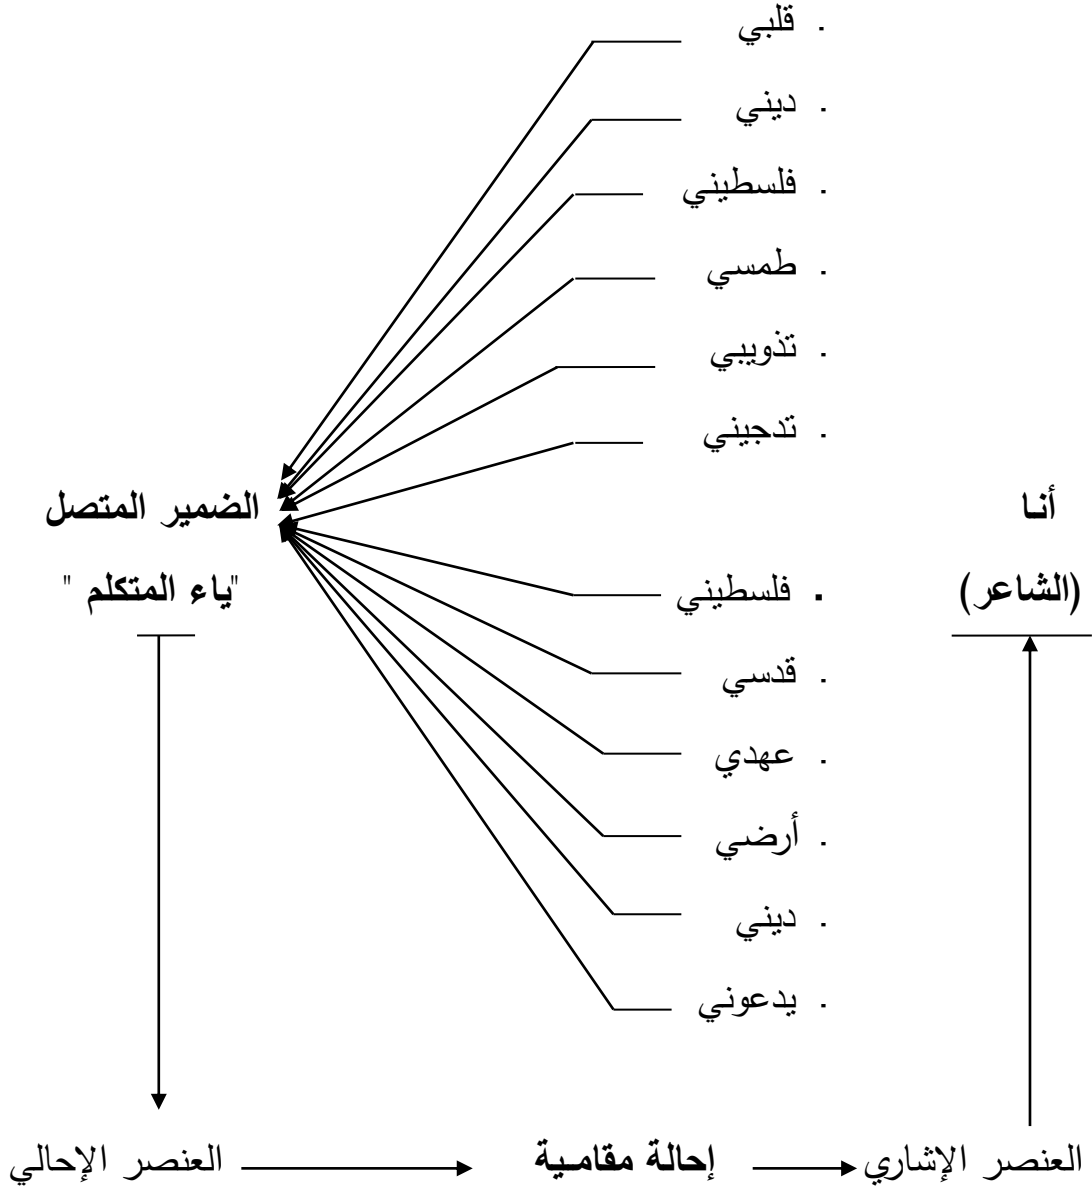 . قلبي
. ديني
. فلسطيني
. طمسي
. تذويبي
. تدجيني
أنا
الضمير المتصل
(الشاعر)
. فلسطيني
"ياء المتكلم "
. قدسي
. عهدي
. أرضي
. ديني
. يدعوني
العنصر الإشاري
إحالة مقامية
العنصر الإحالي